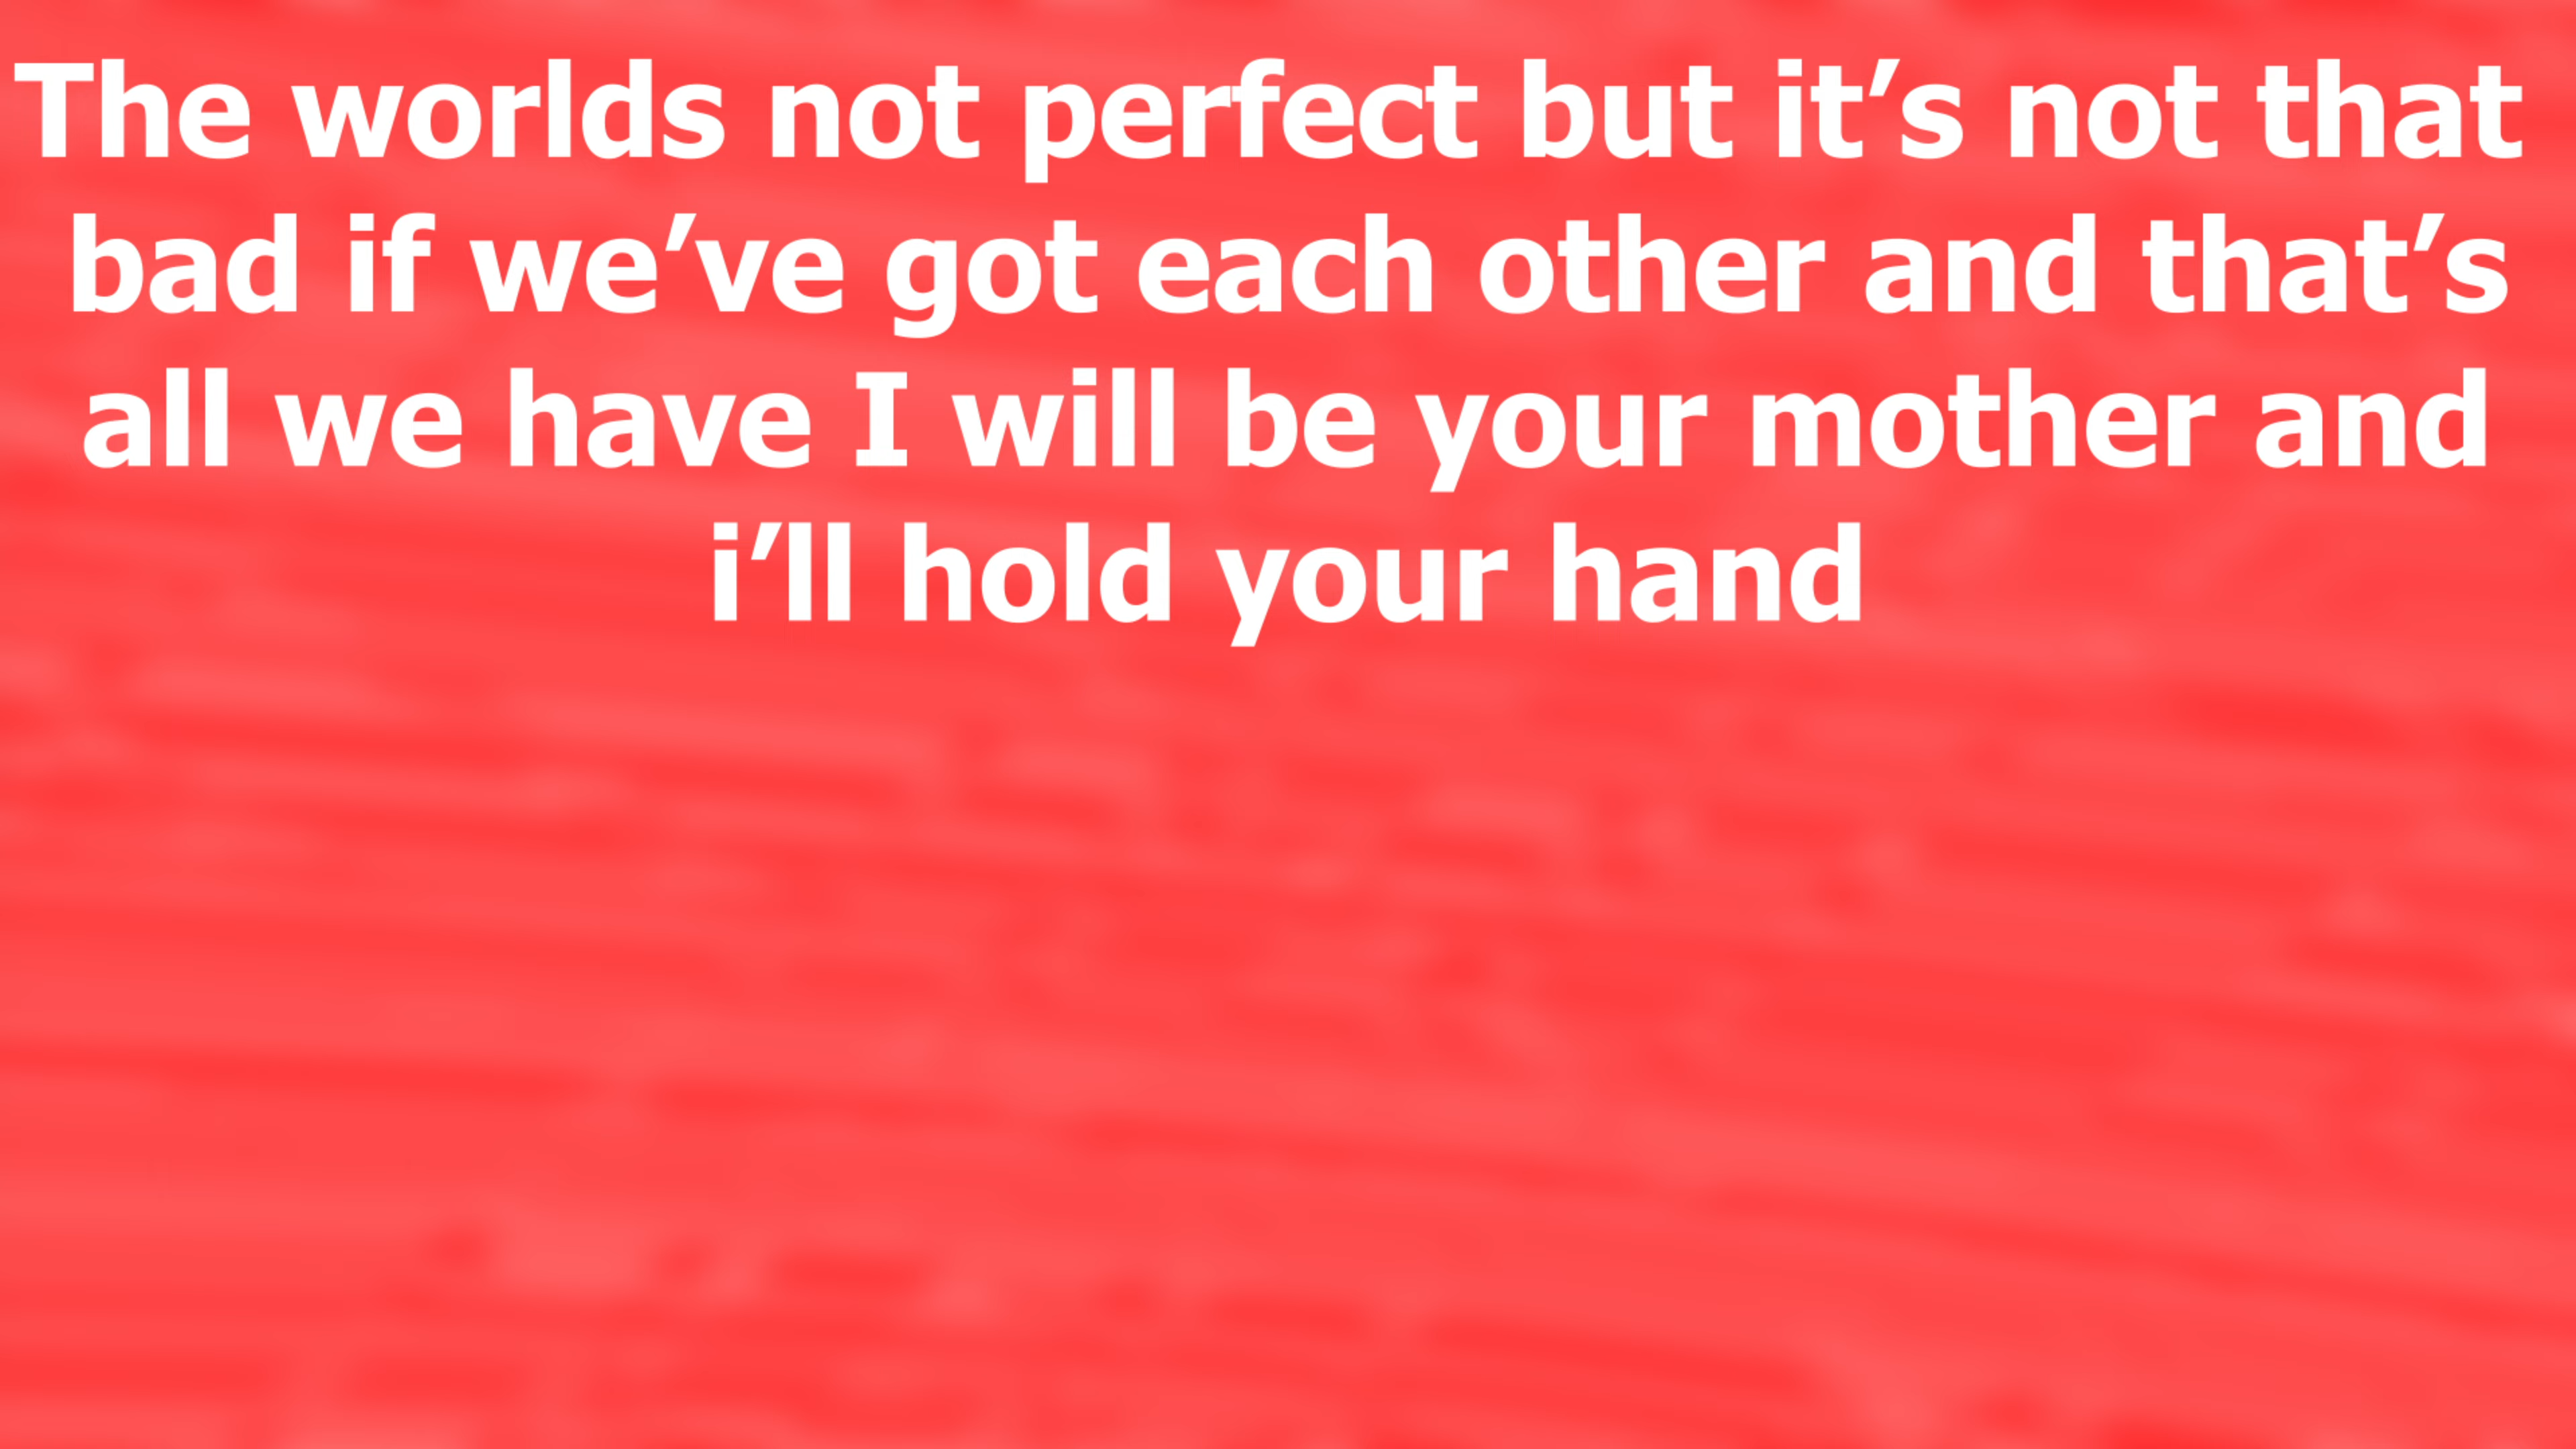 The worlds not perfect but it’s not that
bad if we’ve got each other and that’s
all we have I will be your mother and
i’ll hold your hand